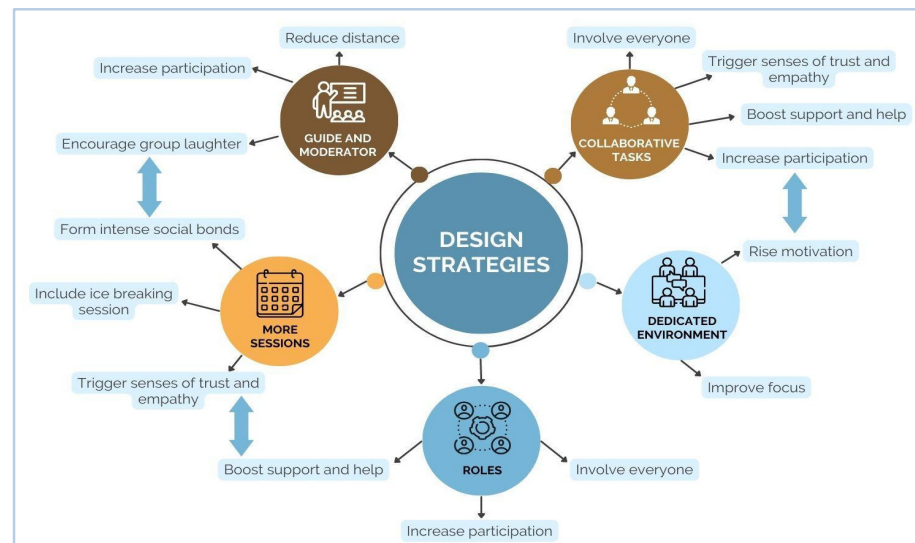 Reduce distance
Increase participation
Encourage group laughter
GUIDE AND
MODERATOR
Involve everyone
Trigger senses of trust and
empathy
Boost support and help
Increase participation
COLLABORATIVE
TASKS
DESIGN
STRATEGIES
Form intense social bonds
Include ice breaking
session
Trigger senses of trust and
empathy
MORE
SESSIONS
Rise motivation
Improve focus
DEDICATED
ENVIRONMENT
Boost support and help
ROLES
Involve everyone
Increase participation